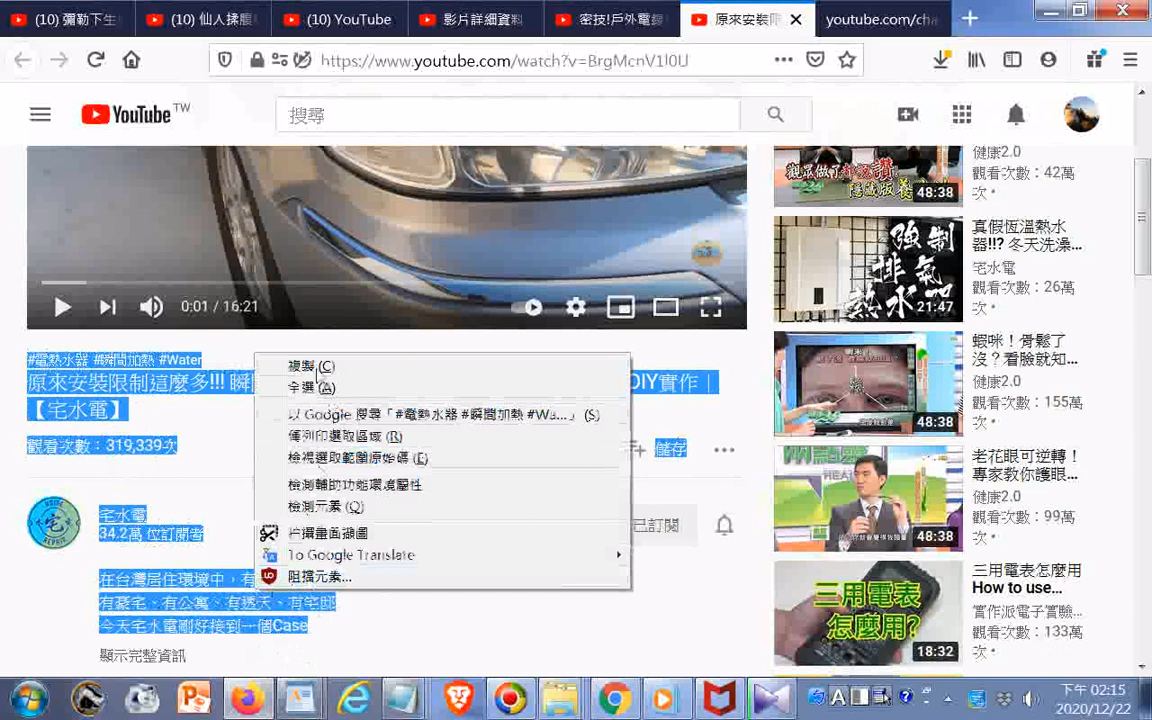 (10) 彌勒下生
(10) 仙人揉腹
(10) YouTube
影片詳細資料
密技!戶外電錶
原來安裝限
youtube.com/cha
https://www.youtube.com/watch?v=BrgMcnV1l0U
YouTube TW
搜尋
0:01 / 16:21
#電熱水器 #瞬間加熱 #Water
原來安裝限制這麼多!!! 瞬
DIY實作｜
【宅水電】
觀看次數：319,339次
儲存
宅水電
34.2萬 位訂閱者
已訂閱
在台灣居住環境中，有
有豪宅、有公寓、有透天、有宅邸
今天宅水電剛好接到一個Case
顯示完整資訊
複製(C)
全選(A)
以 Google 搜尋「#電熱水器 #瞬間加熱 #Wa...」(S)
僅列印選取區域 (R)
檢視選取範圍原始碼 (E)
檢測輔助功能環境屬性
檢測元素 (Q)
To Google Translate
阻擋元素...
觀眾做了都說讚
隱藏版養
48:38
健康2.0
觀看次數：42萬
次・
強制
排氣
熱水
21:47
真假恆溫熱水
器!!? 冬天洗澡...
宅水電
觀看次數：26萬
次・
48:38
蝦咪！骨鬆了
沒？看臉就知...
健康2.0
觀看次數：155萬
次・
48:38
老花眼可逆轉！
專家教你護眼...
健康2.0
觀看次數：99萬
次・
三用電表
怎麼用?
18:32
三用電表怎麼用
How to use...
實作派電子實驗...
觀看次數：133萬
次・
下午 02:15
2020/12/22